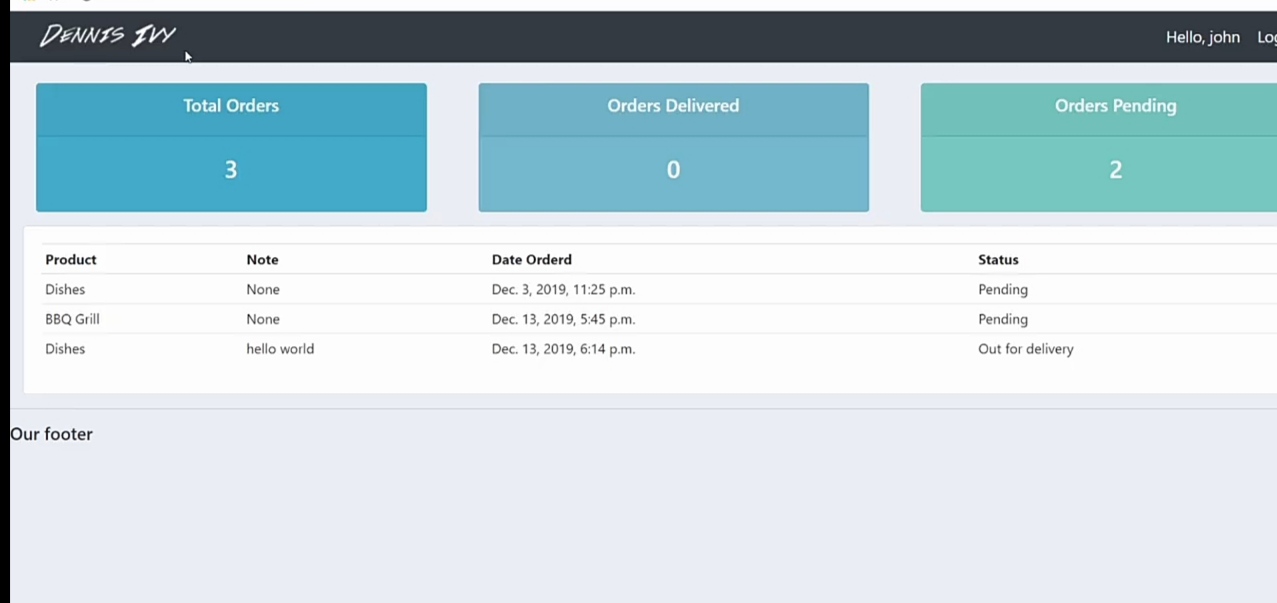 DENNIS IVY
Hello, john
Total Orders Orders Delivered Orders Pending
3 0 2
Product Note Date Orderd Status
Dishes None Dec. 3, 2019, 11:25 p.m. Pending
BBQ Grill None Dec. 13, 2019, 5:45 p.m. Pending
Dishes hello world Dec. 13, 2019, 6:14 p.m. Out for delivery
Our footer